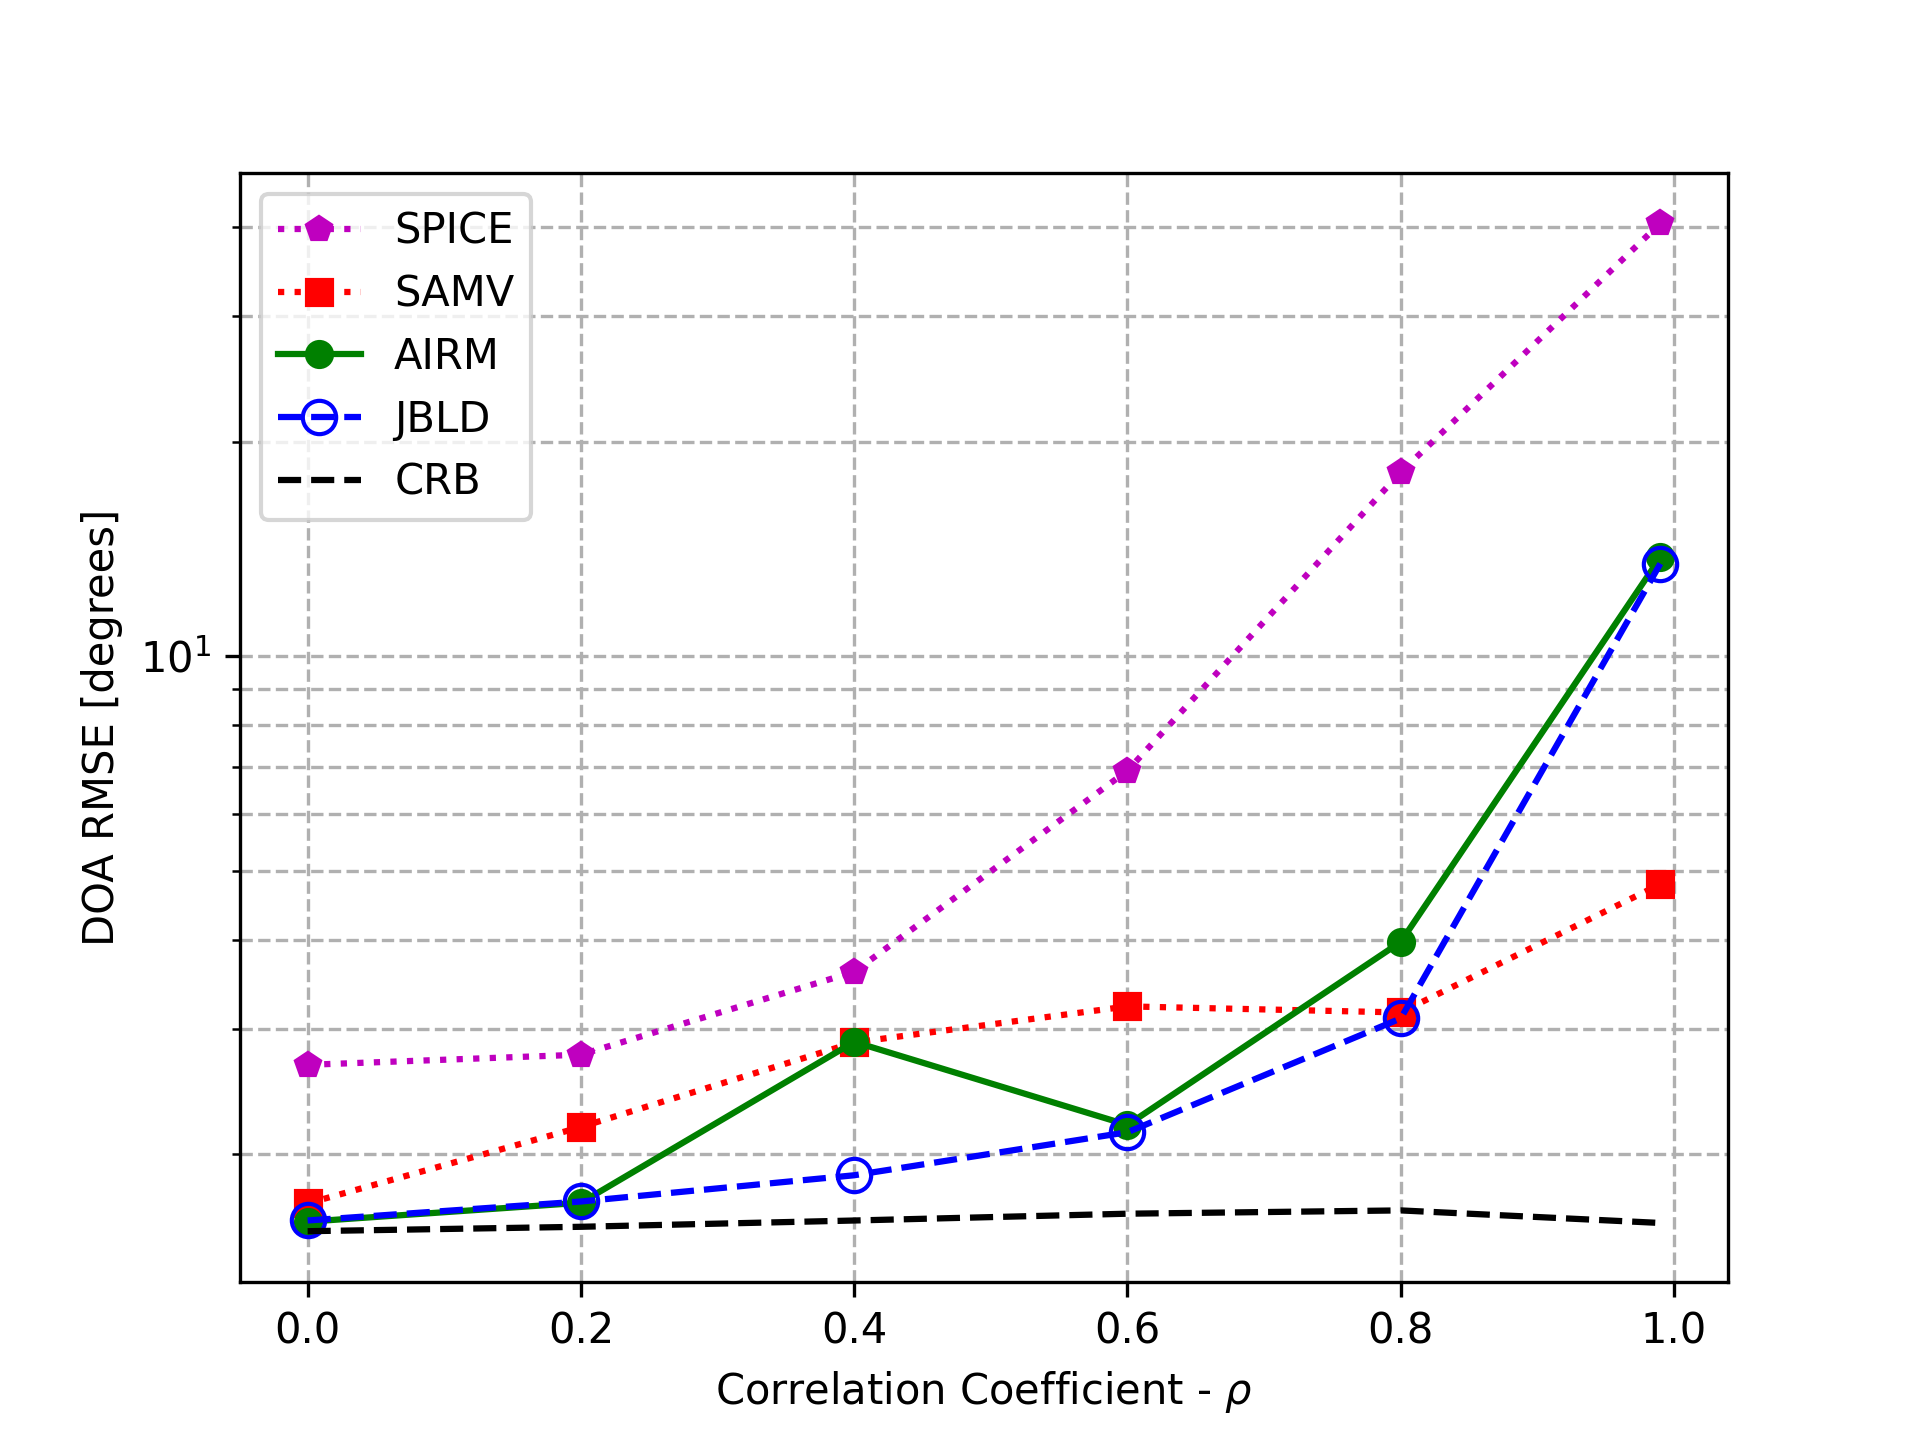 SPICE
SAMV
AIRM
JBLD
CRB
DOA RMSE [degrees]
10¹
0.0 0.2 0.4 0.6 0.8 1.0
Correlation Coefficient - ρ